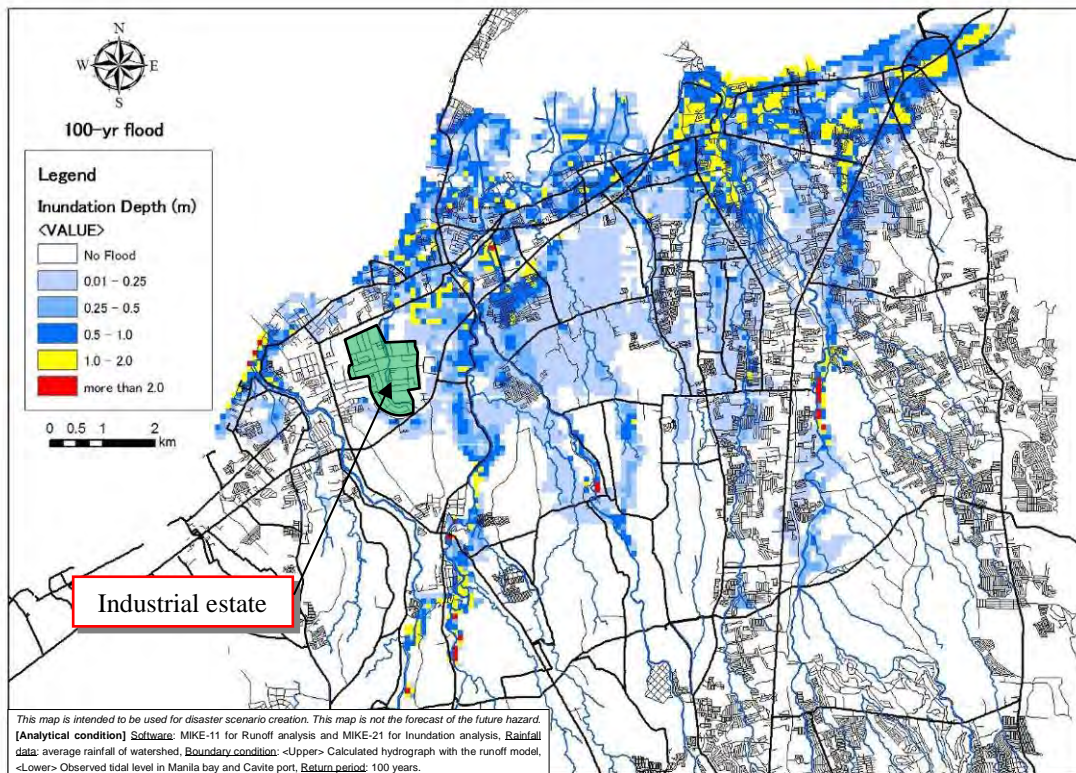 N
W E
S
100-yr flood
Legend
Inundation Depth (m)
<VALUE>
No Flood
0.01 - 0.25
0.25 - 0.5
0.5 - 1.0
1.0 - 2.0
more than 2.0
0 0.5 1 2
km
Industrial estate
This map is intended to be used for disaster scenario creation. This map is not the forecast of the future hazard.
[Analytical condition] Software: MIKE-11 for Runoff analysis and MIKE-21 for Inundation analysis, Rainfall
data: average rainfall of watershed, Boundary condition: <Upper> Calculated hydrograph with the runoff model,
<Lower> Observed tidal level in Manila bay and Cavite port, Return period: 100 years.